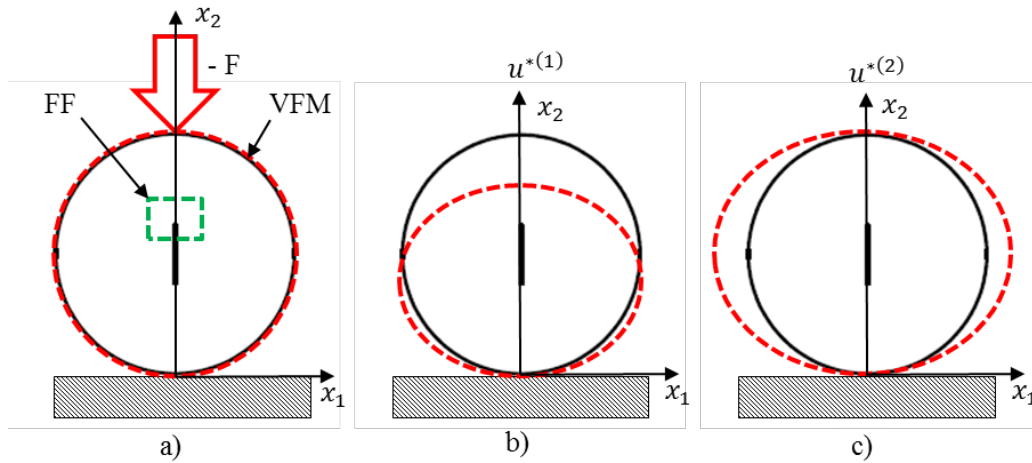 x₂
- F
FF
VFM
x₁
a)
u*⁽¹⁾
x₂
x₁
b)
u*⁽²⁾
x₂
x₁
c)